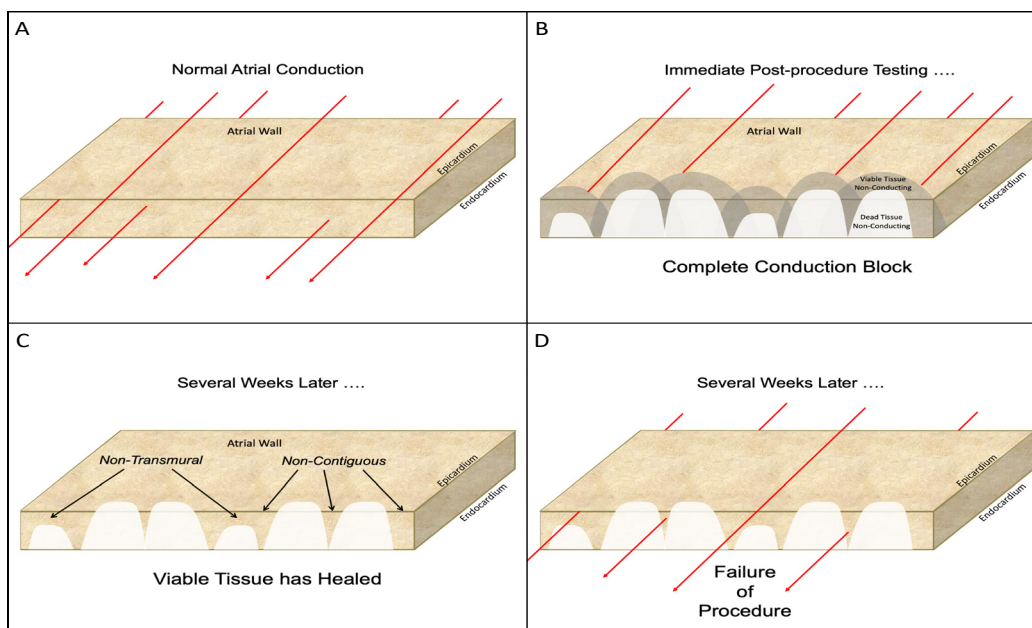 A
Normal Atrial Conduction
Atrial Wall
Epicardium
Endocardium
B
Immediate Post-procedure Testing ....
Atrial Wall
Epicardium
Endocardium
Viable Tissue
Non-Conducting
Dead Tissue
Non-Conducting
Complete Conduction Block
C
Several Weeks Later ....
Atrial Wall
Non-Transmural
Non-Contiguous
Epicardium
Endocardium
Viable Tissue has Healed
D
Several Weeks Later ....
Epicardium
Endocardium
Failure
of
Procedure